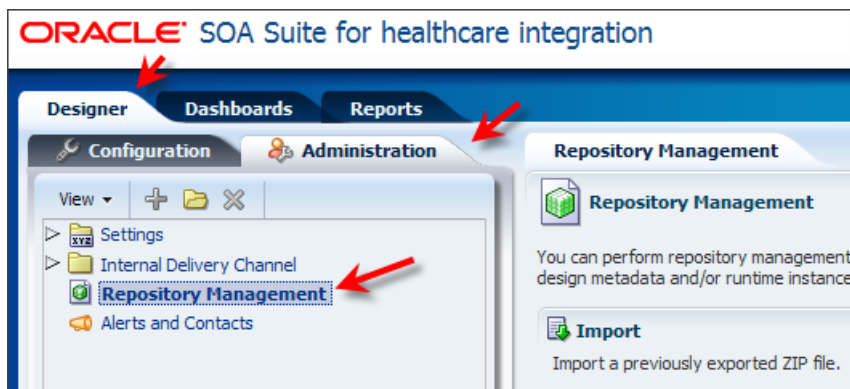 ORACLE SOA Suite for healthcare integration
Designer Dashboards Reports
Configuration Administration
Repository Management
View
XYZ Settings
Internal Delivery Channel
Repository Management
Alerts and Contacts
Repository Management
You can perform repository management
design metadata and/or runtime instance
Import
Import a previously exported ZIP file.